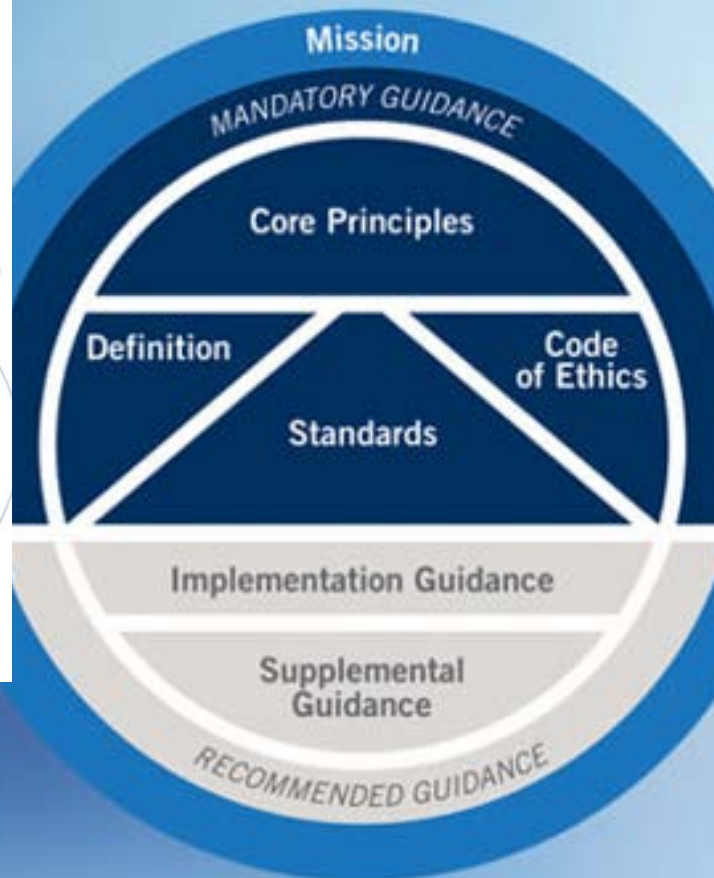 Mission
MANDATORY GUIDANCE
Core Principles
Definition
Code
of Ethics
Standards
Implementation Guidance
Supplemental
Guidance
RECOMMENDED GUIDANCE